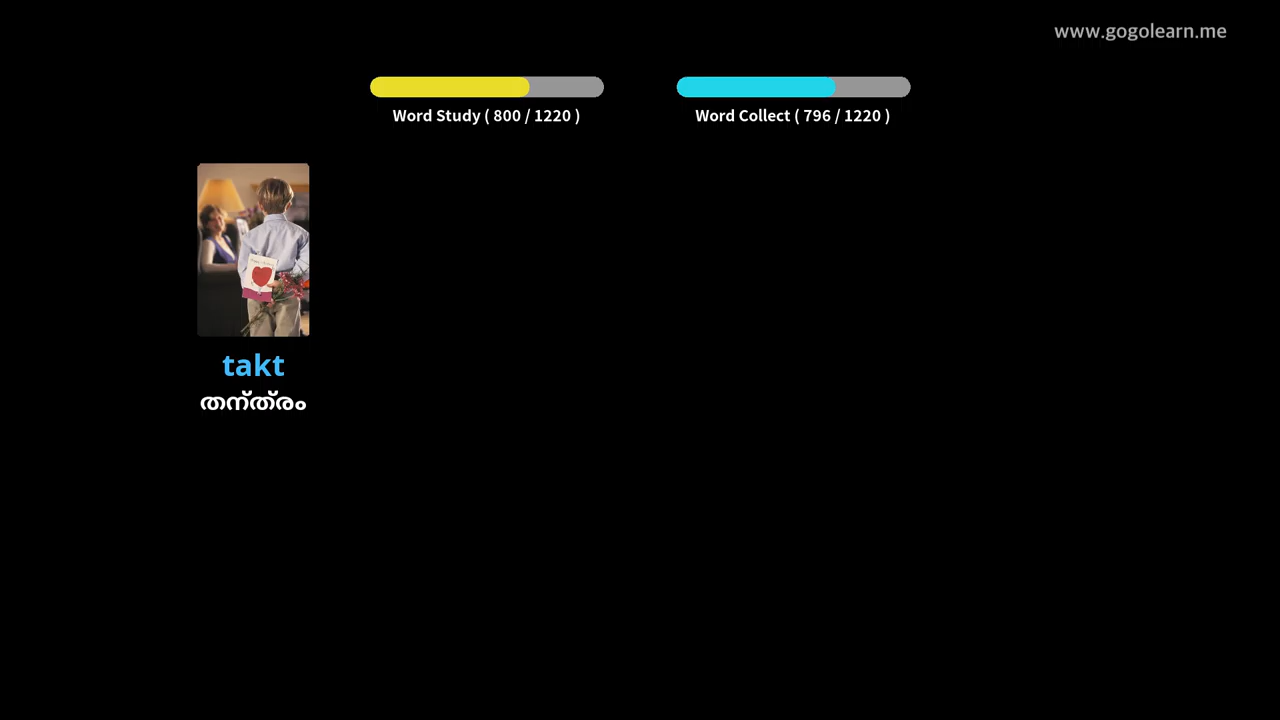 www.gogolearn.me
Word Study ( 800 / 1220 )
Word Collect ( 796 / 1220 )
takt
തന്ത്രം